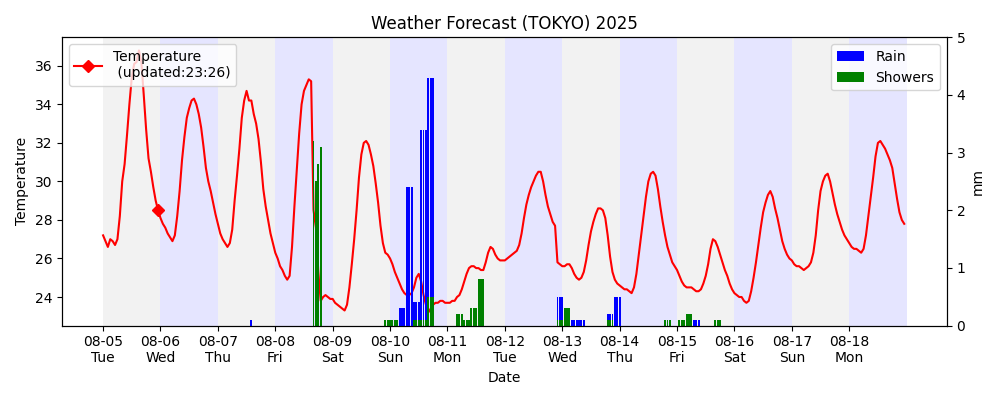 Weather Forecast (TOKYO) 2025
Temperature
(updated:23:26)
Rain
Showers
Temperature
36
34
32
30
28
26
24
5
4
3
2
1
0
mm
08-05 08-06 08-07 08-08 08-09 08-10 08-11 08-12 08-13 08-14 08-15 08-16 08-17 08-18
Tue Wed Thu Fri Sat Sun Mon Tue Wed Thu Fri Sat Sun Mon
Date